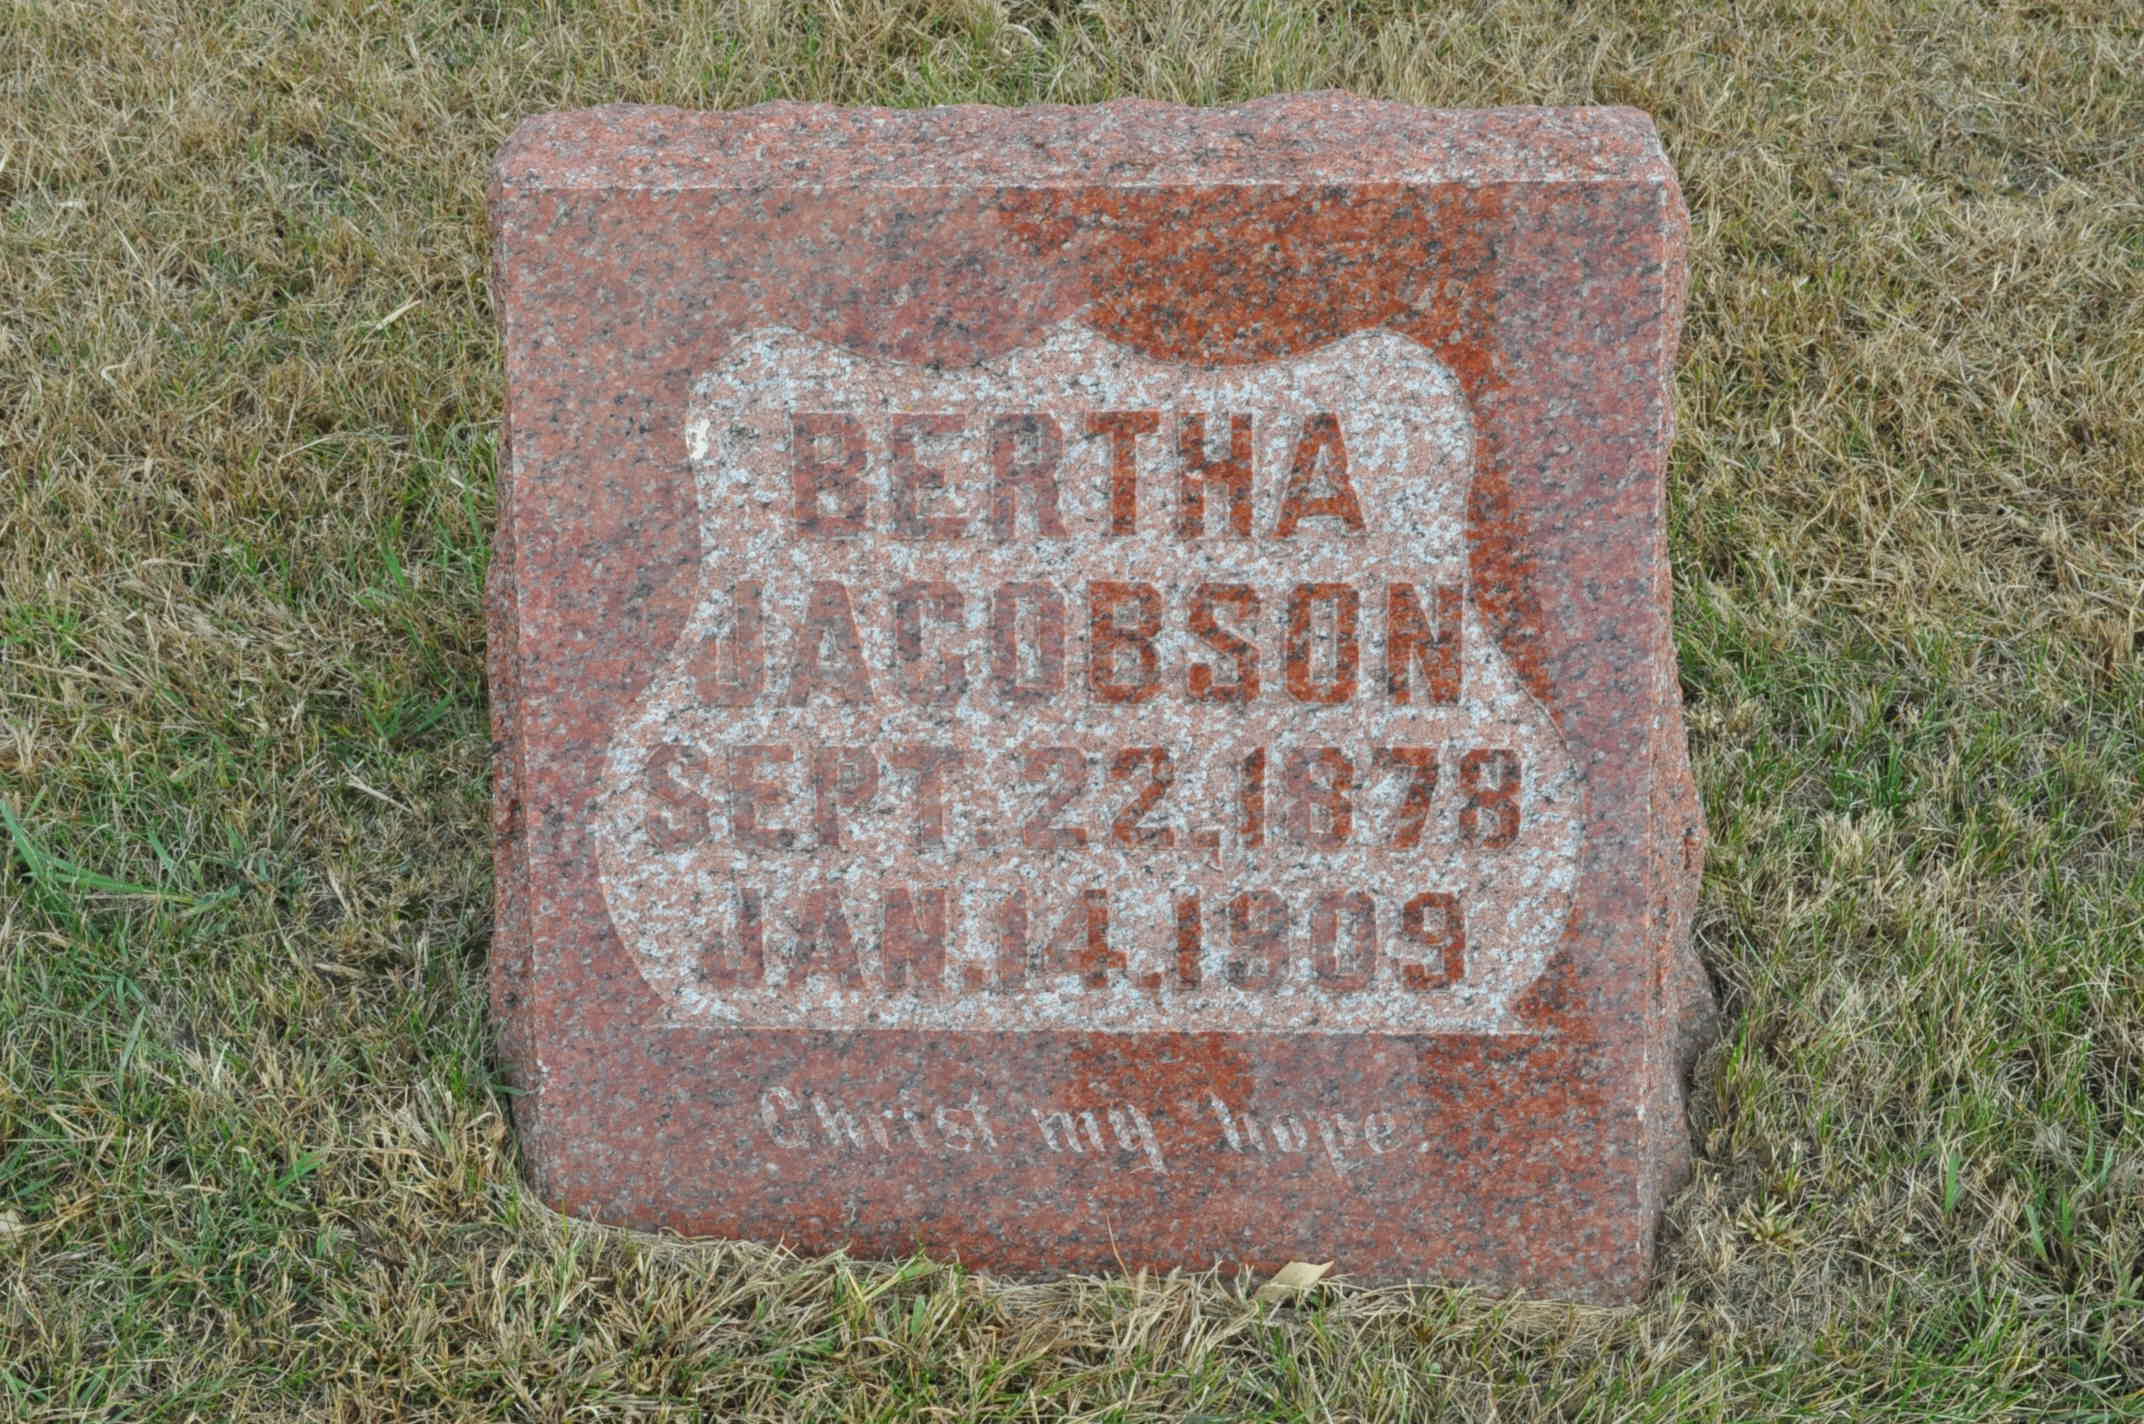 BERTHA
JACOBSON
SEPT. 22, 1878
JAN. 14, 1909
Christ my hope.